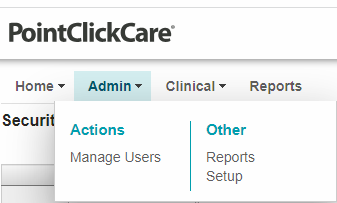 PointClickCare®
Home Admin Clinical Reports
Securit
Actions Other
Manage Users Reports
Setup